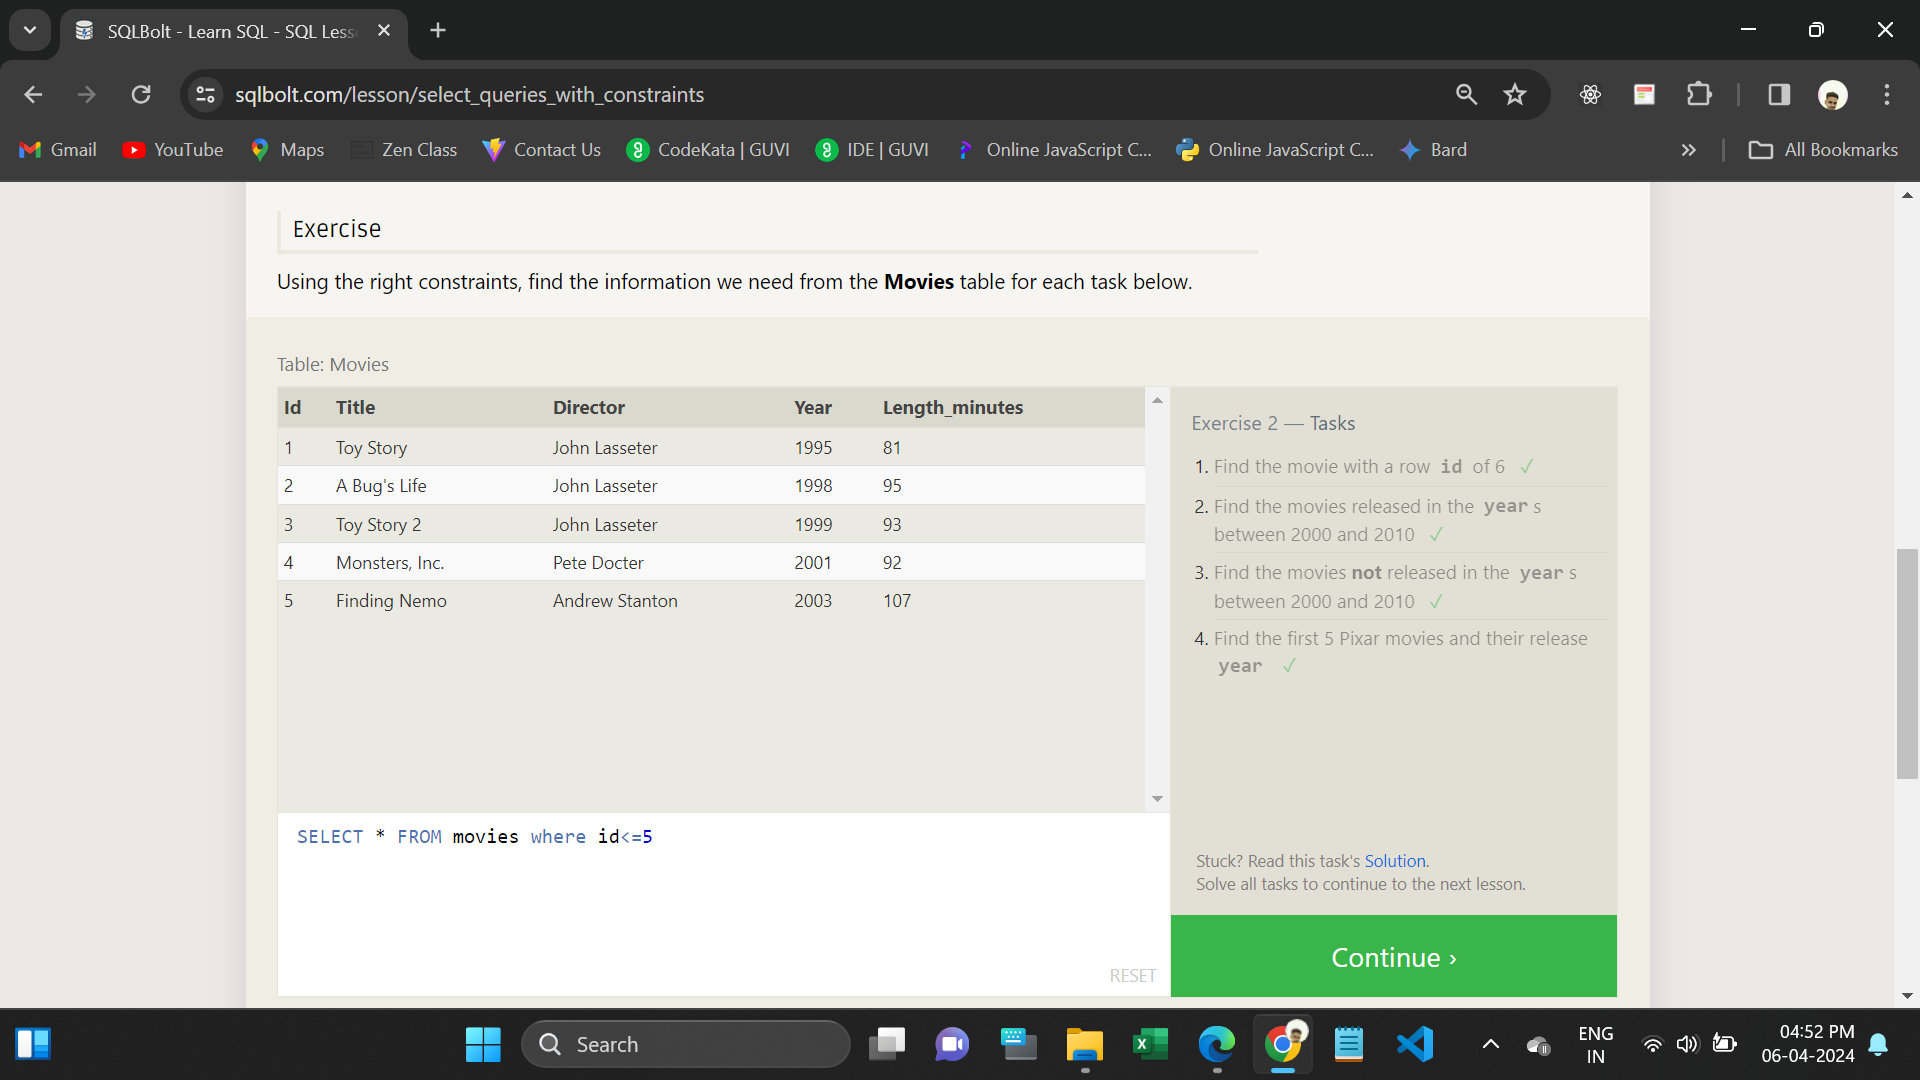 SQLBolt - Learn SQL - SQL Less
sqlbolt.com/lesson/select_queries_with_constraints
Gmail YouTube Maps Zen Class Contact Us CodeKata | GUVI IDE | GUVI Online JavaScript C... Online JavaScript C... Bard All Bookmarks
Exercise
Using the right constraints, find the information we need from the Movies table for each task below.
Table: Movies
Id Title Director Year Length_minutes
1 Toy Story John Lasseter 1995 81
2 A Bug's Life John Lasseter 1998 95
3 Toy Story 2 John Lasseter 1999 93
4 Monsters, Inc. Pete Docter 2001 92
5 Finding Nemo Andrew Stanton 2003 107
SELECT * FROM movies where id<=5
RESET
Exercise 2 — Tasks
1. Find the movie with a row id of 6 ✓
2. Find the movies released in the year s
between 2000 and 2010 ✓
3. Find the movies not released in the year s
between 2000 and 2010 ✓
4. Find the first 5 Pixar movies and their release
year ✓
Stuck? Read this task's Solution.
Solve all tasks to continue to the next lesson.
Continue ›
Search
ENG
IN
04:52 PM
06-04-2024